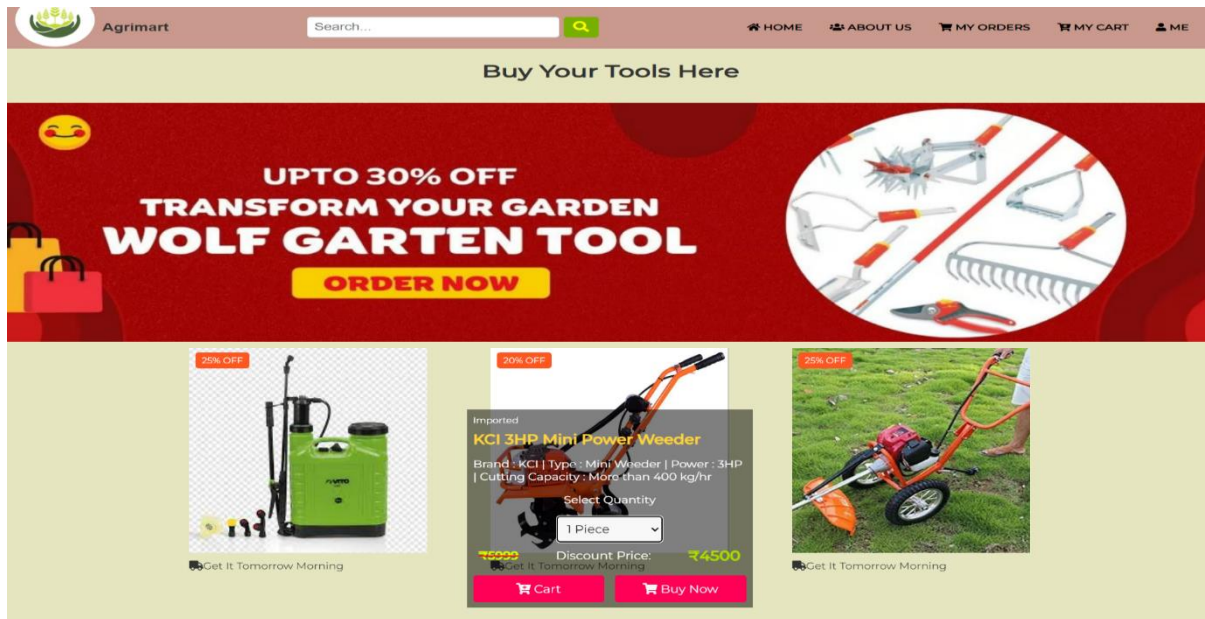 Agrimart
Search...
HOME
ABOUT US
MY ORDERS
MY CART
ME
Buy Your Tools Here
UPTO 30% OFF
TRANSFORM YOUR GARDEN
WOLF GARTEN TOOL
ORDER NOW
25% OFF
Get It Tomorrow Morning
20% OFF
Imported
KCI 3HP Mini Power Weeder
Brand : KCI | Type : Mini Weeder | Power : 3HP
| Cutting Capacity : More than 400 kg/hr
Select Quantity
1 Piece
₹5999 Discount Price: ₹4500
Get It Tomorrow Morning
Cart
Buy Now
25% OFF
Get It Tomorrow Morning